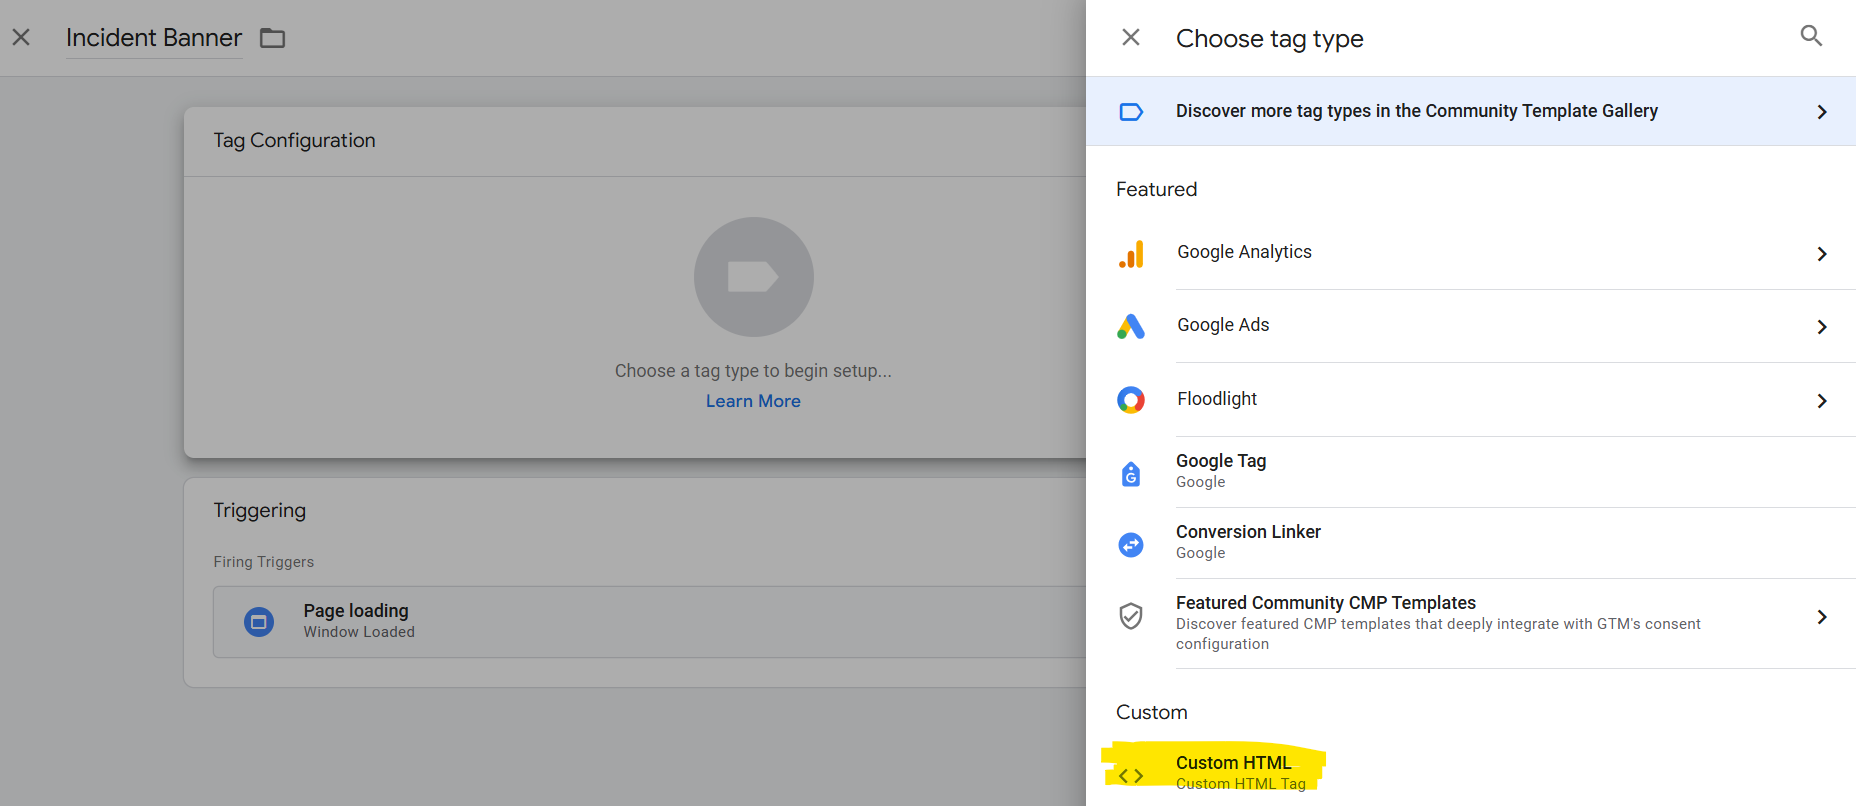 Incident Banner
Tag Configuration
Choose a tag type to begin setup...
Learn More
Triggering
Firing Triggers
Page loading
Window Loaded
Choose tag type
Discover more tag types in the Community Template Gallery
Featured
Google Analytics
Google Ads
Floodlight
G
Google Tag
Google
Conversion Linker
Google
Featured Community CMP Templates
Discover featured CMP templates that deeply integrate with GTM's consent
configuration
Custom
Custom HTML
Custom HTML Tag